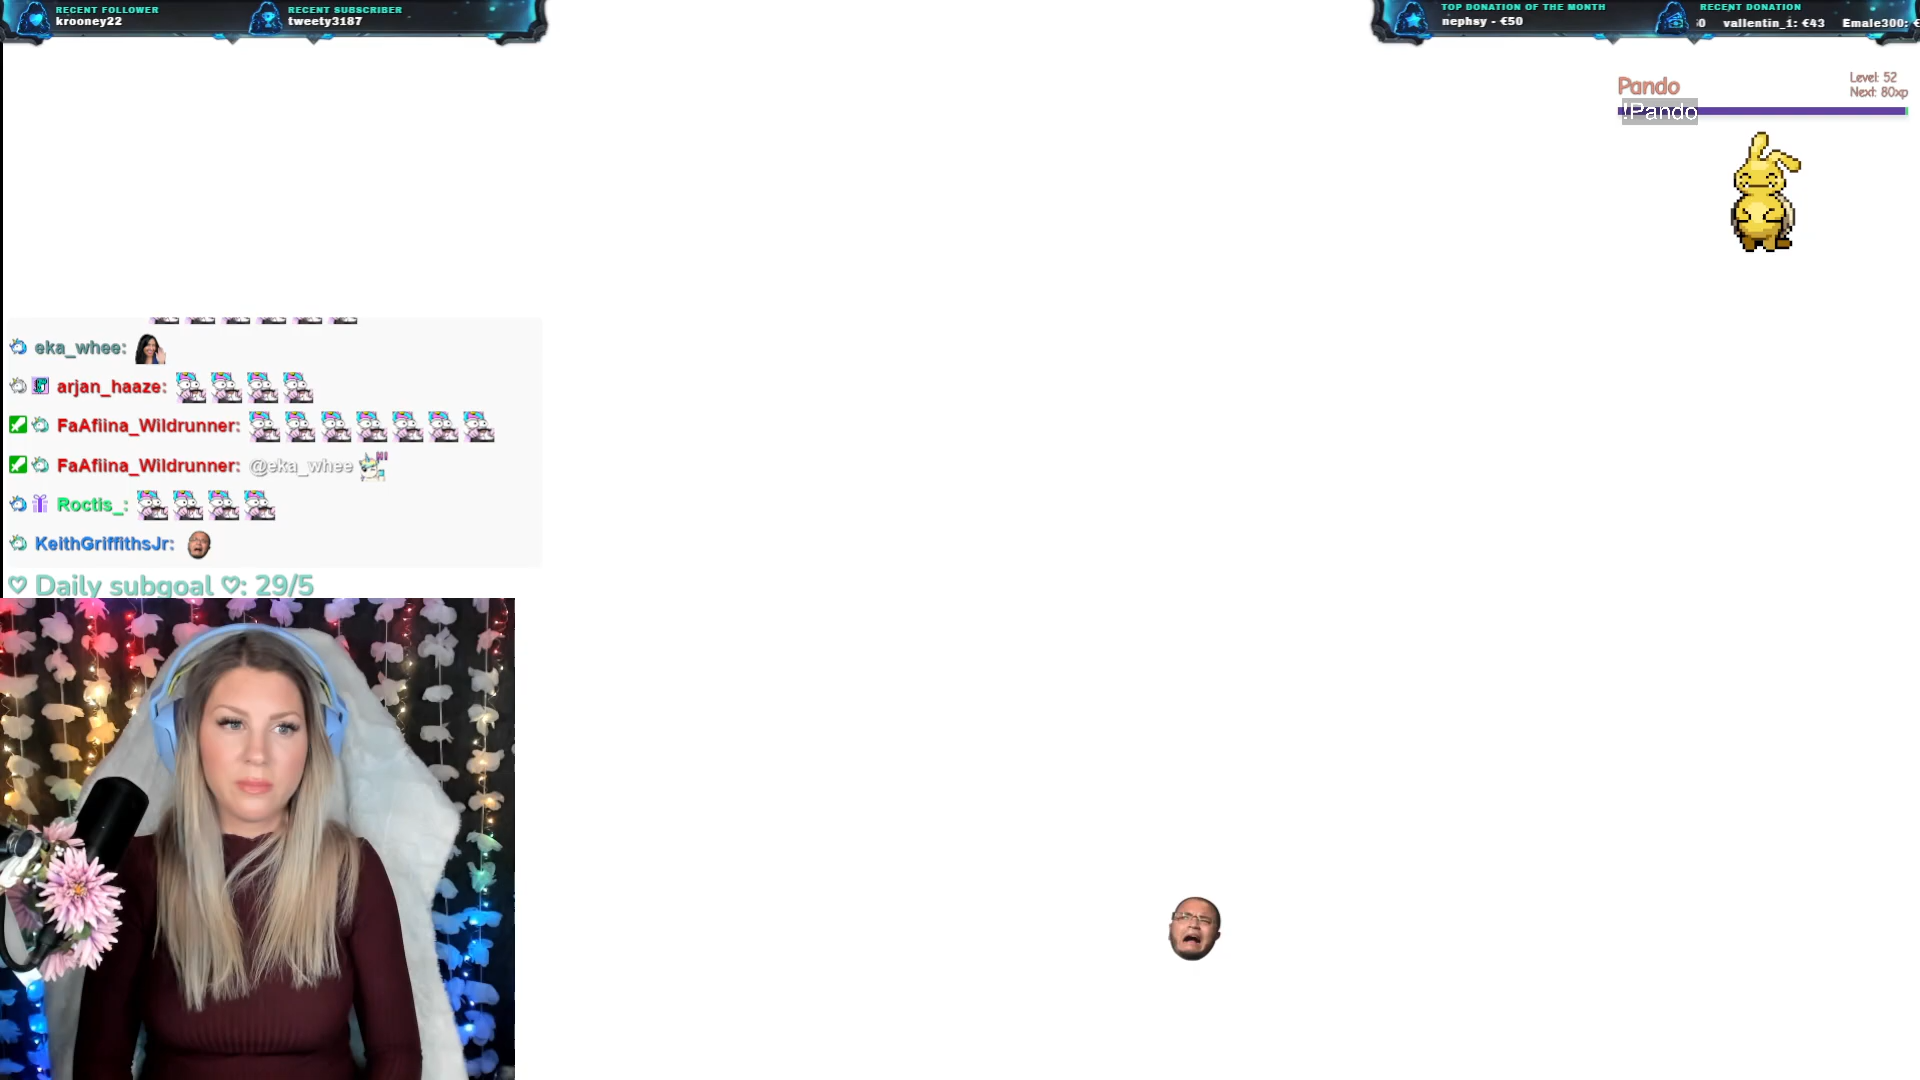 RECENT FOLLOWER
krooney22
RECENT SUBSCRIBER
tweety3187
TOP DONATION OF THE MONTH
nephsy - €50
RECENT DONATION
vallentin_1: €43 Emale300: €
Pando
Level: 52
Next: 80xp
!Pando
eka_whee:
arjan_haaze:
FaAfiina_Wildrunner:
FaAfiina_Wildrunner: @eka_whee HI
Roctis_:
KeithGriffithsJr:
♡ Daily subgoal ♡: 29/5